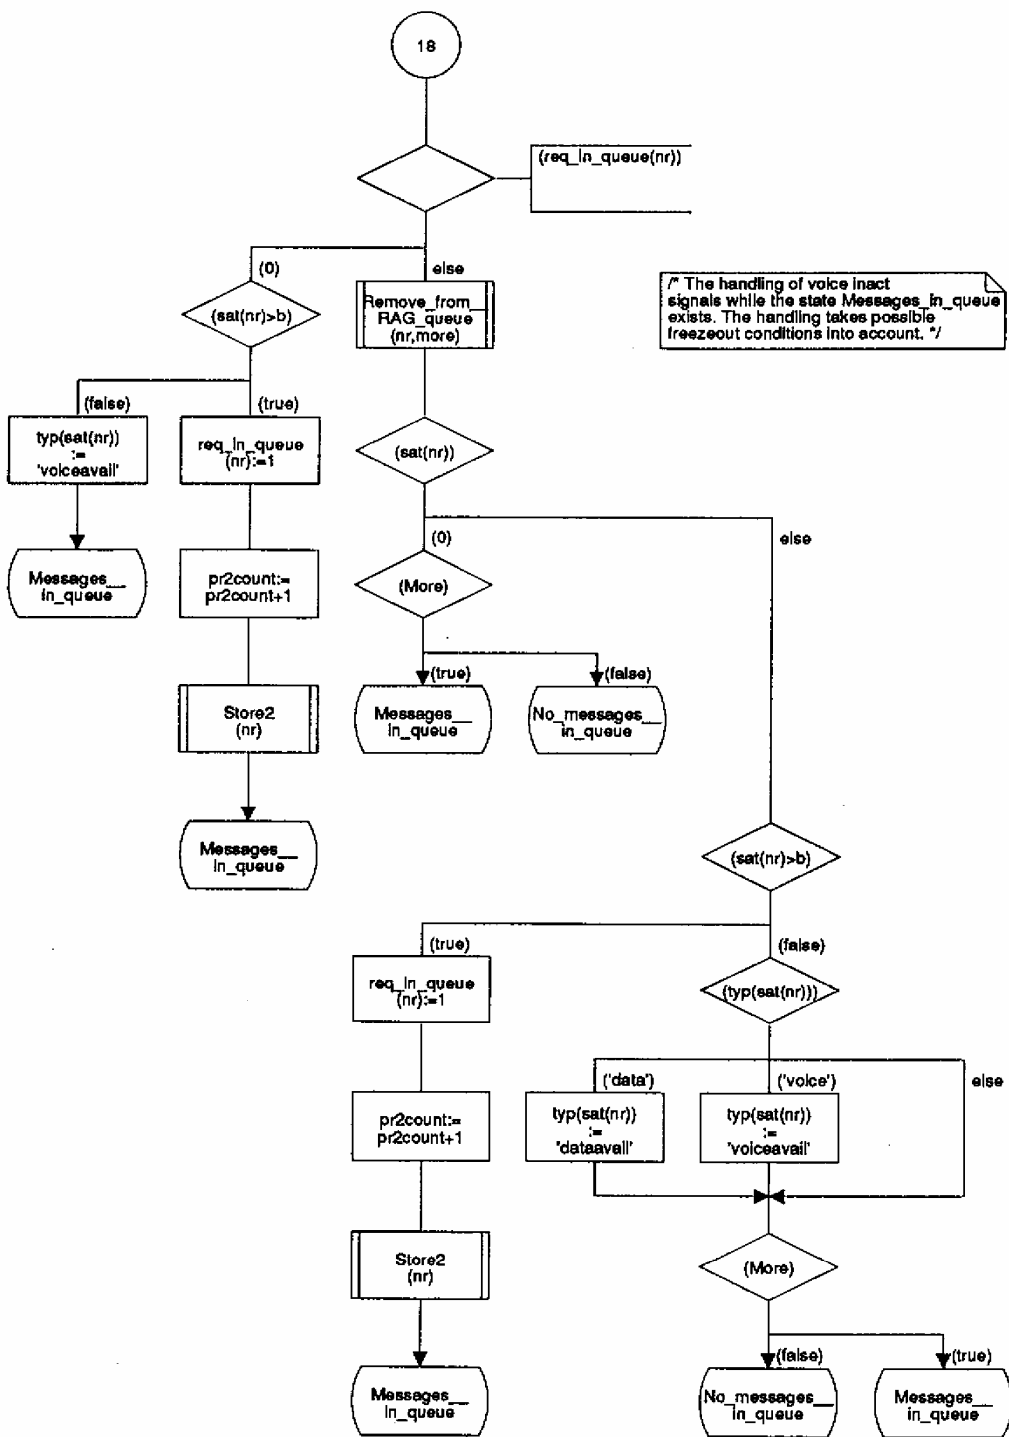 18
(req_in_queue(nr))
(0)
else
(sat(nr)>b)
Remove_from_
RAG_queue
(nr,more)
/* The handling of voice inact
signals while the state Messages_in_queue
exists. The handling takes possible
freezeout conditions into account. */
(false)
(true)
typ(sat(nr))
:=
'voiceavail'
req_in_queue
(nr):=1
(sat(nr))
(0)
else
Messages__
in_queue
pr2count:=
pr2count+1
(More)
(true)
(false)
Store2
(nr)
Messages__
in_queue
No_messages__
in_queue
Messages__
in_queue
(sat(nr)>b)
(true)
(false)
req_in_queue
(nr):=1
(typ(sat(nr)))
('data')
('voice')
else
pr2count:=
pr2count+1
typ(sat(nr))
:=
'dataavail'
typ(sat(nr))
:=
'voiceavail'
Store2
(nr)
(More)
(false)
(true)
Messages__
in_queue
No_messages__
in_queue
Messages__
in_queue